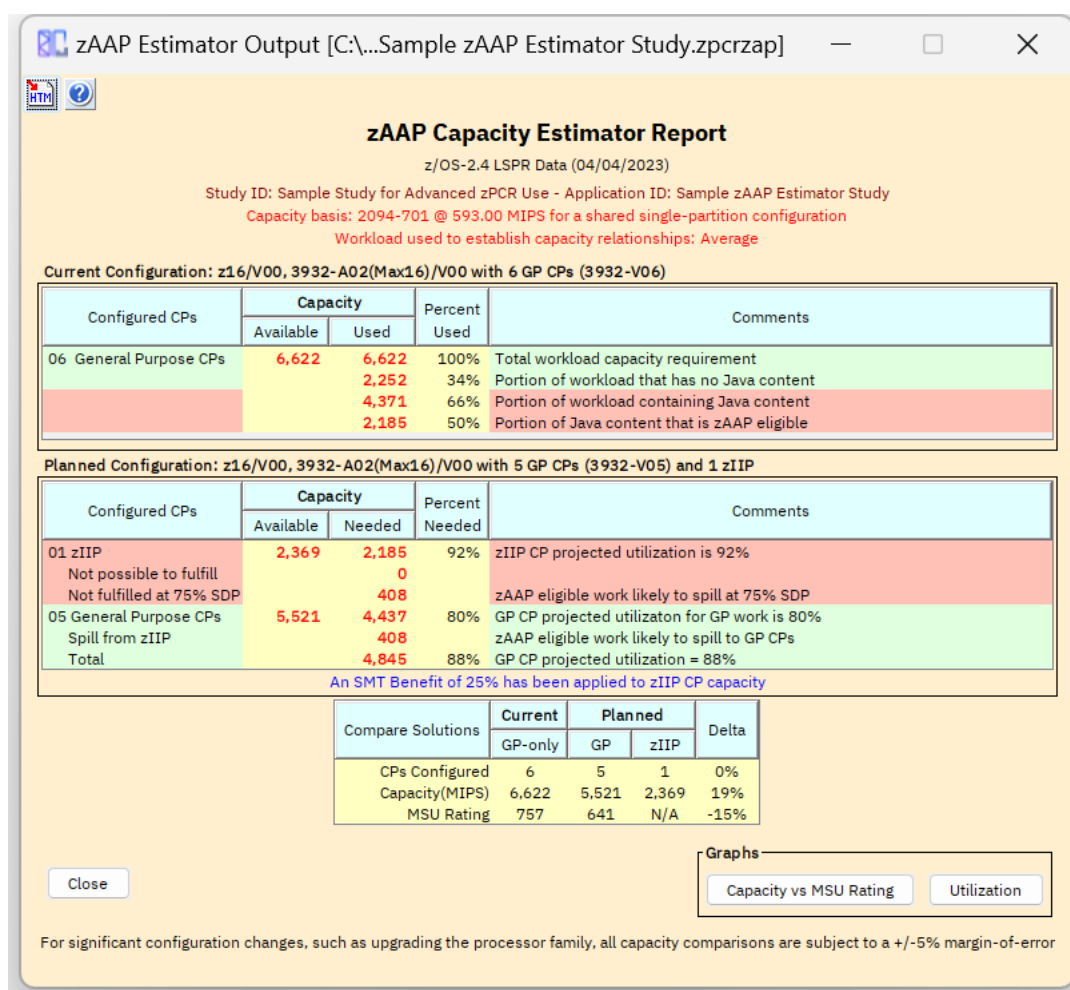 zAAP Estimator Output [C:\...Sample zAAP Estimator Study.zpcrzap]
HTM ?
zAAP Capacity Estimator Report
z/OS-2.4 LSPR Data (04/04/2023)
Study ID: Sample Study for Advanced zPCR Use - Application ID: Sample zAAP Estimator Study
Capacity basis: 2094-701 @ 593.00 MIPS for a shared single-partition configuration
Workload used to establish capacity relationships: Average
Current Configuration: z16/V00, 3932-A02(Max16)/V00 with 6 GP CPs (3932-V06)
Configured CPs Capacity Percent Used Comments
Available Used
06 General Purpose CPs 6,622 6,622 100% Total workload capacity requirement
2,252 34% Portion of workload that has no Java content
4,371 66% Portion of workload containing Java content
2,185 50% Portion of Java content that is zAAP eligible
Planned Configuration: z16/V00, 3932-A02(Max16)/V00 with 5 GP CPs (3932-V05) and 1 zIIP
Configured CPs Capacity Percent Needed Comments
Available Needed
01 zIIP 2,369 2,185 92% zIIP CP projected utilization is 92%
Not possible to fulfill 0
Not fulfilled at 75% SDP 408 zAAP eligible work likely to spill at 75% SDP
05 General Purpose CPs 5,521 4,437 80% GP CP projected utilizaton for GP work is 80%
Spill from zIIP 408 zAAP eligible work likely to spill to GP CPs
Total 4,845 88% GP CP projected utilization = 88%
An SMT Benefit of 25% has been applied to zIIP CP capacity
Compare Solutions Current Planned Delta
GP-only GP zIIP
CPs Configured 6 5 1 0%
Capacity(MIPS) 6,622 5,521 2,369 19%
MSU Rating 757 641 N/A -15%
Graphs
Close Capacity vs MSU Rating Utilization
For significant configuration changes, such as upgrading the processor family, all capacity comparisons are subject to a +/-5% margin-of-error